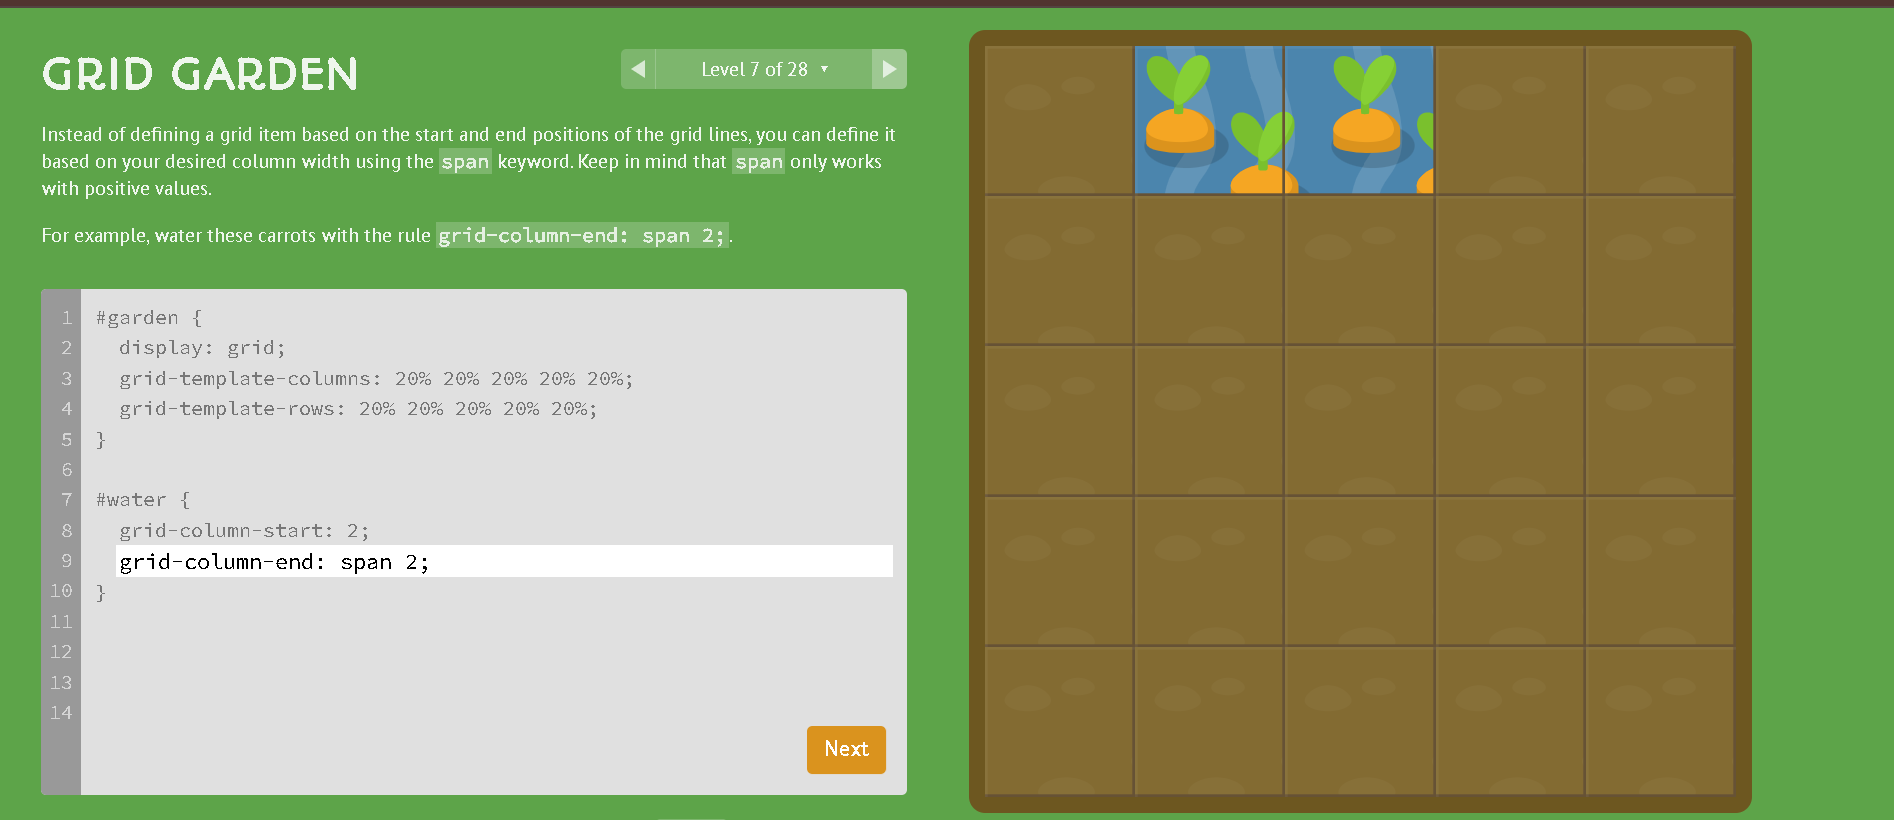 GRID GARDEN
Level 7 of 28 ▾
Instead of defining a grid item based on the start and end positions of the grid lines, you can define it
based on your desired column width using the span keyword. Keep in mind that span only works
with positive values.
For example, water these carrots with the rule grid-column-end: span 2;.
1 #garden {
2 display: grid;
3 grid-template-columns: 20% 20% 20% 20% 20%;
4 grid-template-rows: 20% 20% 20% 20% 20%;
5 }
6
7 #water {
8 grid-column-start: 2;
9 grid-column-end: span 2;
10 }
11
12
13
14
Next